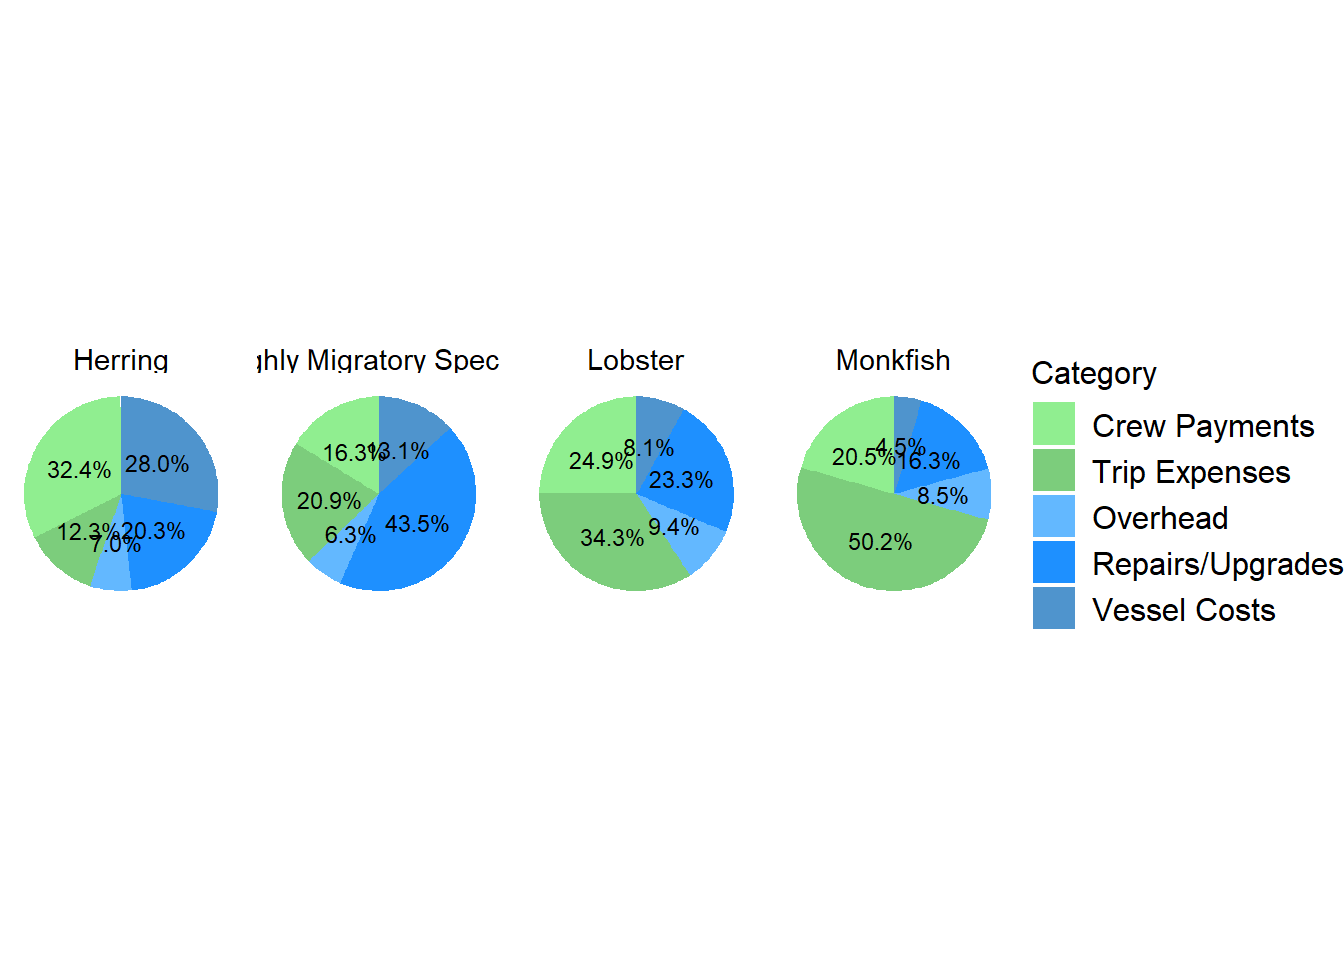 Herring
ghly Migratory Spec
Lobster
Monkfish
32.4%
28.0%
12.3%
7.0%
20.3%
16.3%
13.1%
20.9%
6.3%
43.5%
24.9%
8.1%
23.3%
34.3%
9.4%
20.5%
4.5%
16.3%
8.5%
50.2%
Category
Crew Payments
Trip Expenses
Overhead
Repairs/Upgrades
Vessel Costs